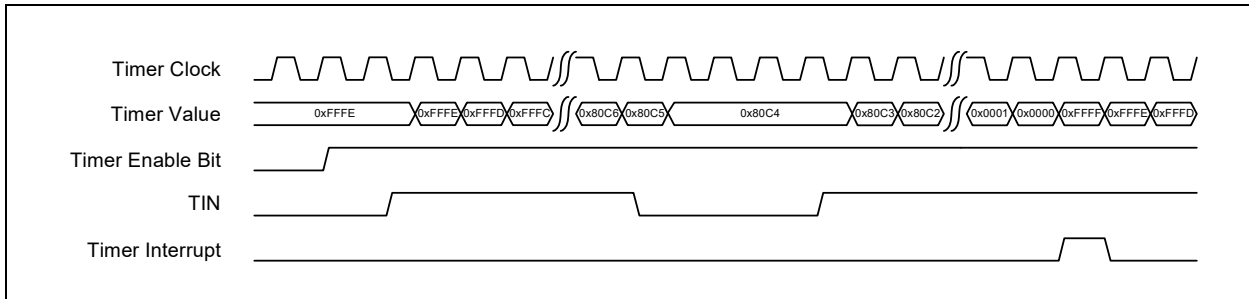 Timer Clock
Timer Value 0xFFFE 0xFFFE 0xFFFD 0xFFFC 0x80C6 0x80C5 0x80C4 0x80C3 0x80C2 0x0001 0x0000 0xFFFF 0xFFFE 0xFFFD
Timer Enable Bit
TIN
Timer Interrupt